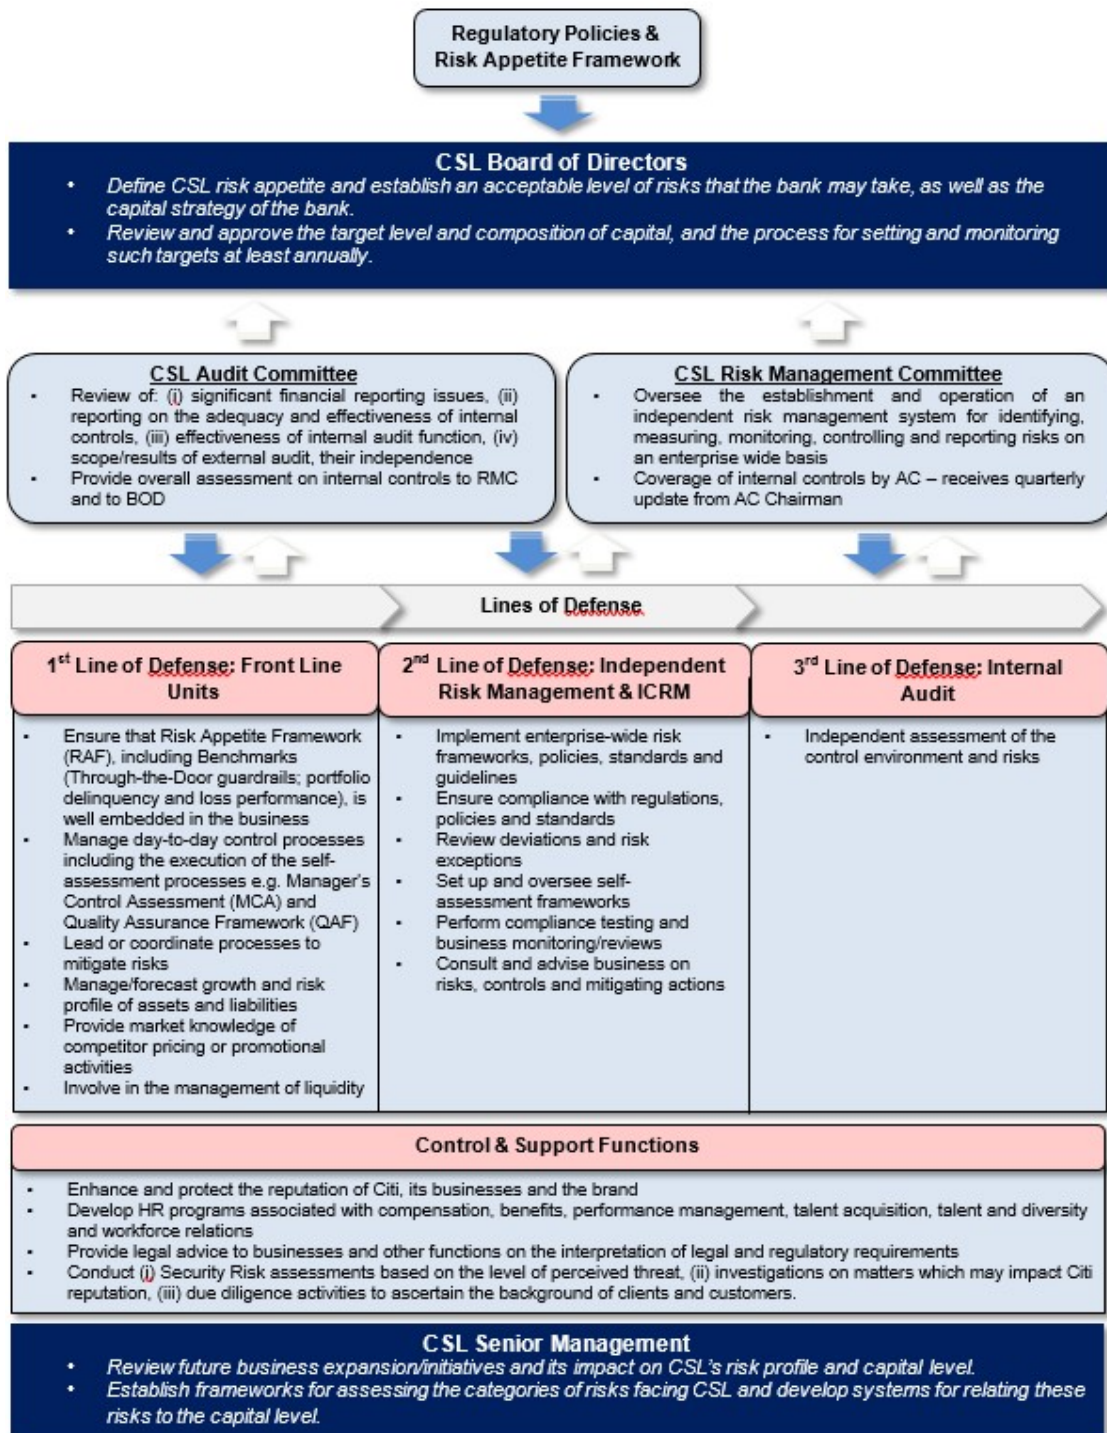 Regulatory Policies &
Risk Appetite Framework
CSL Board of Directors
• Define CSL risk appetite and establish an acceptable level of risks that the bank may take, as well as the
capital strategy of the bank.
• Review and approve the target level and composition of capital, and the process for setting and monitoring
such targets at least annually.
CSL Audit Committee
▪ Review of: (i) significant financial reporting issues, (ii)
reporting on the adequacy and effectiveness of internal
controls, (iii) effectiveness of internal audit function, (iv)
scope/results of external audit, their independence
▪ Provide overall assessment on internal controls to RMC
and to BOD
CSL Risk Management Committee
▪ Oversee the establishment and operation of an
independent risk management system for identifying,
measuring, monitoring, controlling and reporting risks on
an enterprise wide basis
▪ Coverage of internal controls by AC – receives quarterly
update from AC Chairman
Lines of Defense
1st Line of Defense: Front Line
Units
▪ Ensure that Risk Appetite Framework
(RAF), including Benchmarks
(Through-the-Door guardrails; portfolio
delinquency and loss performance), is
well embedded in the business
▪ Manage day-to-day control processes
including the execution of the self-
assessment processes e.g. Manager's
Control Assessment (MCA) and
Quality Assurance Framework (QAF)
▪ Lead or coordinate processes to
mitigate risks
▪ Manage/forecast growth and risk
profile of assets and liabilities
▪ Provide market knowledge of
competitor pricing or promotional
activities
▪ Involve in the management of liquidity
2nd Line of Defense: Independent
Risk Management & ICRM
▪ Implement enterprise-wide risk
frameworks, policies, standards and
guidelines
▪ Ensure compliance with regulations,
policies and standards
▪ Review deviations and risk
exceptions
▪ Set up and oversee self-
assessment frameworks
▪ Perform compliance testing and
business monitoring/reviews
▪ Consult and advise business on
risks, controls and mitigating actions
3rd Line of Defense: Internal
Audit
▪ Independent assessment of the
control environment and risks
Control & Support Functions
▪ Enhance and protect the reputation of Citi, its businesses and the brand
▪ Develop HR programs associated with compensation, benefits, performance management, talent acquisition, talent and diversity
and workforce relations
▪ Provide legal advice to businesses and other functions on the interpretation of legal and regulatory requirements
▪ Conduct (i) Security Risk assessments based on the level of perceived threat, (ii) investigations on matters which may impact Citi
reputation, (iii) due diligence activities to ascertain the background of clients and customers.
CSL Senior Management
• Review future business expansion/initiatives and its impact on CSL's risk profile and capital level.
• Establish frameworks for assessing the categories of risks facing CSL and develop systems for relating these
risks to the capital level.